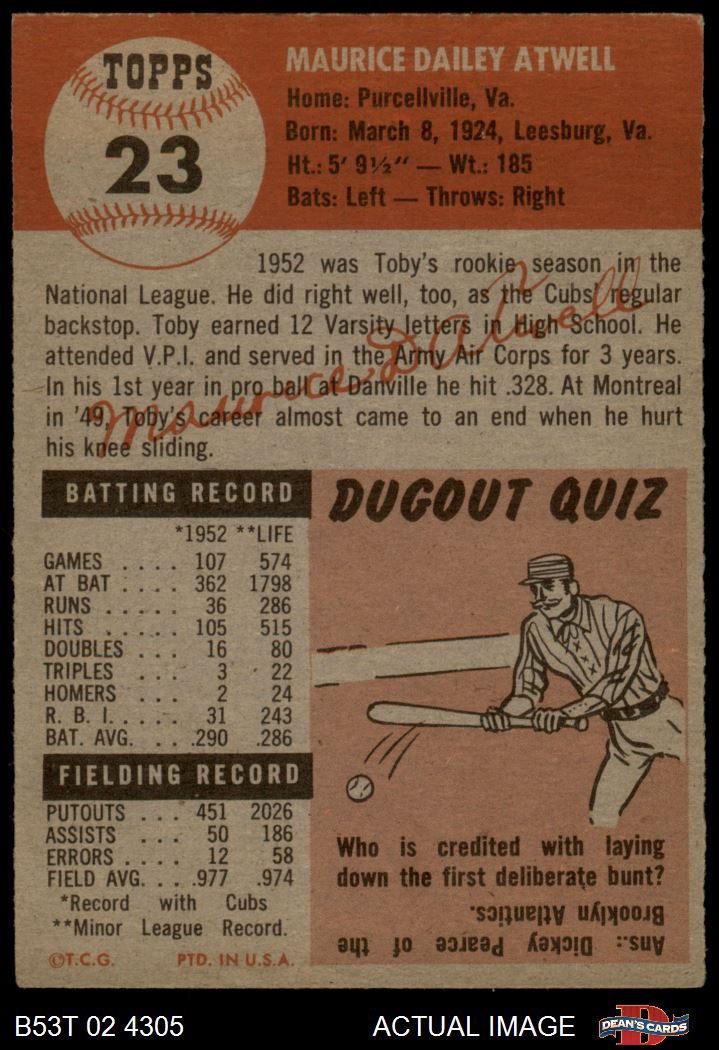 TOPPS
23
MAURICE DAILEY ATWELL
Home: Purcellville, Va.
Born: March 8, 1924, Leesburg, Va.
Ht.: 5' 9½" — Wt.: 185
Bats: Left — Throws: Right
1952 was Toby's rookie season in the
National League. He did right well, too, as the Cubs' regular
backstop. Toby earned 12 Varsity letters in High School. He
attended V.P.I. and served in the Army Air Corps for 3 years.
In his 1st year in pro ball at Danville he hit .328. At Montreal
in '49, Toby's career almost came to an end when he hurt
his knee sliding.
Maurice D Atwell
BATTING RECORD
*1952 **LIFE
GAMES .... 107 574
AT BAT .... 362 1798
RUNS ..... 36 286
HITS ..... 105 515
DOUBLES ... 16 80
TRIPLES ... 3 22
HOMERS ... 2 24
R. B. I. .... 31 243
BAT. AVG. . . .290 .286
FIELDING RECORD
PUTOUTS ... 451 2026
ASSISTS ... 50 186
ERRORS .... 12 58
FIELD AVG. . . .977 .974
*Record with Cubs
**Minor League Record.
©T.C.G. PTD. IN U.S.A.
DUGOUT QUIZ
Who is credited with laying
down the first deliberate bunt?
Ans.: Dickey Pearce of the
Brooklyn Atlantics.
B53T 02 4305
ACTUAL IMAGE
D
DEAN'S CARDS